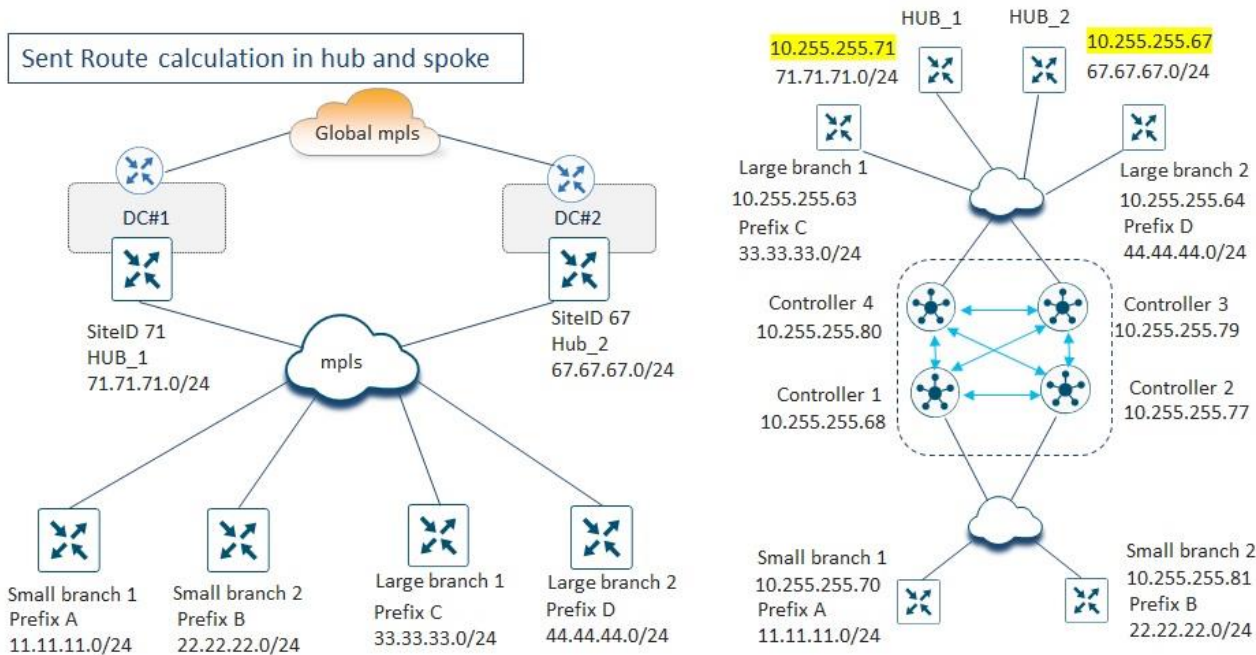 Sent Route calculation in hub and spoke
Global mpls
DC#1
DC#2
SiteID 71
HUB_1
71.71.71.0/24
SiteID 67
Hub_2
67.67.67.0/24
mpls
Small branch 1
Prefix A
11.11.11.0/24
Small branch 2
Prefix B
22.22.22.0/24
Large branch 1
Prefix C
33.33.33.0/24
Large branch 2
Prefix D
44.44.44.0/24
HUB_1
10.255.255.71
71.71.71.0/24
HUB_2
10.255.255.67
67.67.67.0/24
Large branch 1
10.255.255.63
Prefix C
33.33.33.0/24
Large branch 2
10.255.255.64
Prefix D
44.44.44.0/24
Controller 4
10.255.255.80
Controller 3
10.255.255.79
Controller 1
10.255.255.68
Controller 2
10.255.255.77
Small branch 1
10.255.255.70
Prefix A
11.11.11.0/24
Small branch 2
10.255.255.81
Prefix B
22.22.22.0/24